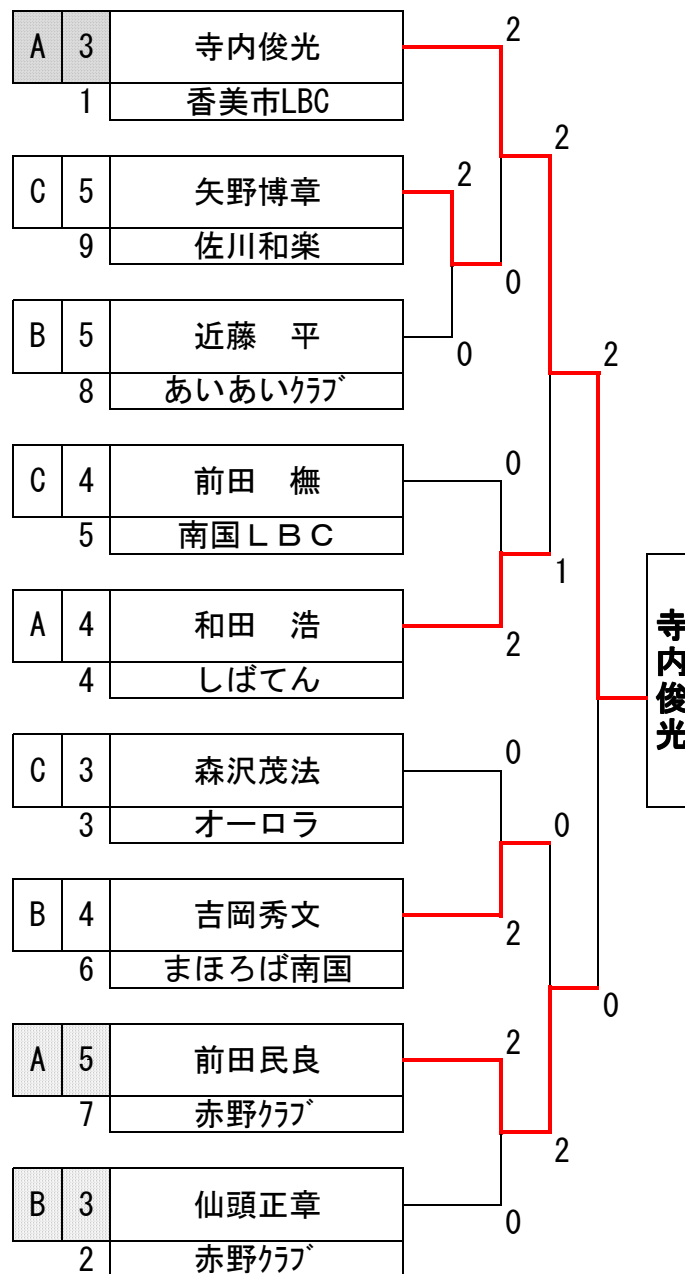 A 3 寺内俊光 2
1 香美市LBC
2
C 5 矢野博章 2
9 佐川和楽
0
B 5 近藤　平
0 2
8 あいあいｸﾗﾌﾞ
C 4 前田　橅 0
5 南国ＬＢＣ
1
A 4 和田　浩 2
4 しばてん
寺内俊光
C 3 森沢茂法 0
3 オーロラ
0
B 4 吉岡秀文 2
6 まほろば南国
0
A 5 前田民良 2
7 赤野ｸﾗﾌﾞ
2
B 3 仙頭正章 0
2 赤野ｸﾗﾌﾞ